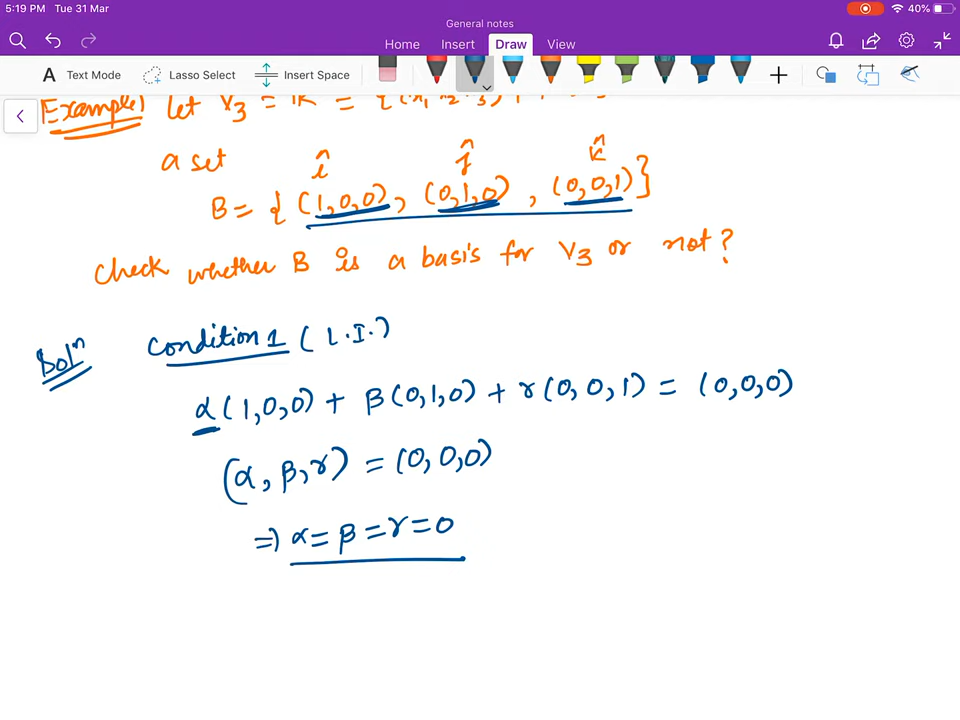 5:19 PM Tue 31 Mar
40%
General notes
Home Insert Draw View
A Text Mode Lasso Select Insert Space
Example) let V3 =
î ĵ k̂
a set
B = { (1,0,0), (0,1,0), (0,0,1) }
Check whether B is a basis for V3 or not?
Solⁿ Condition 1 ( L.I.)
α(1,0,0) + β(0,1,0) + γ(0,0,1) = (0,0,0)
(α, β, γ) = (0,0,0)
⇒ α = β = γ = 0